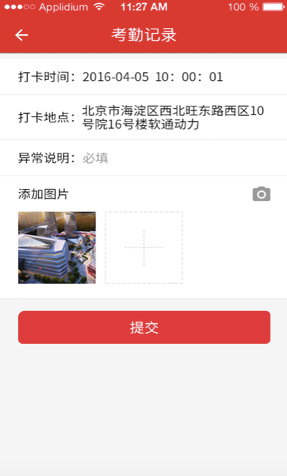 Applidium 11:27 AM 100 %
考勤记录
打卡时间：2016-04-05 10：00：01
打卡地点：北京市海淀区西北旺东路西区10
号院16号楼软通动力
异常说明：必填
添加图片
提交